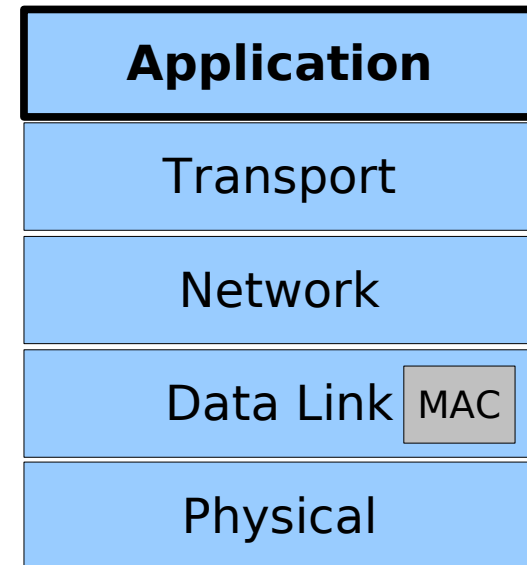 Application
Transport
Network
Data Link MAC
Physical